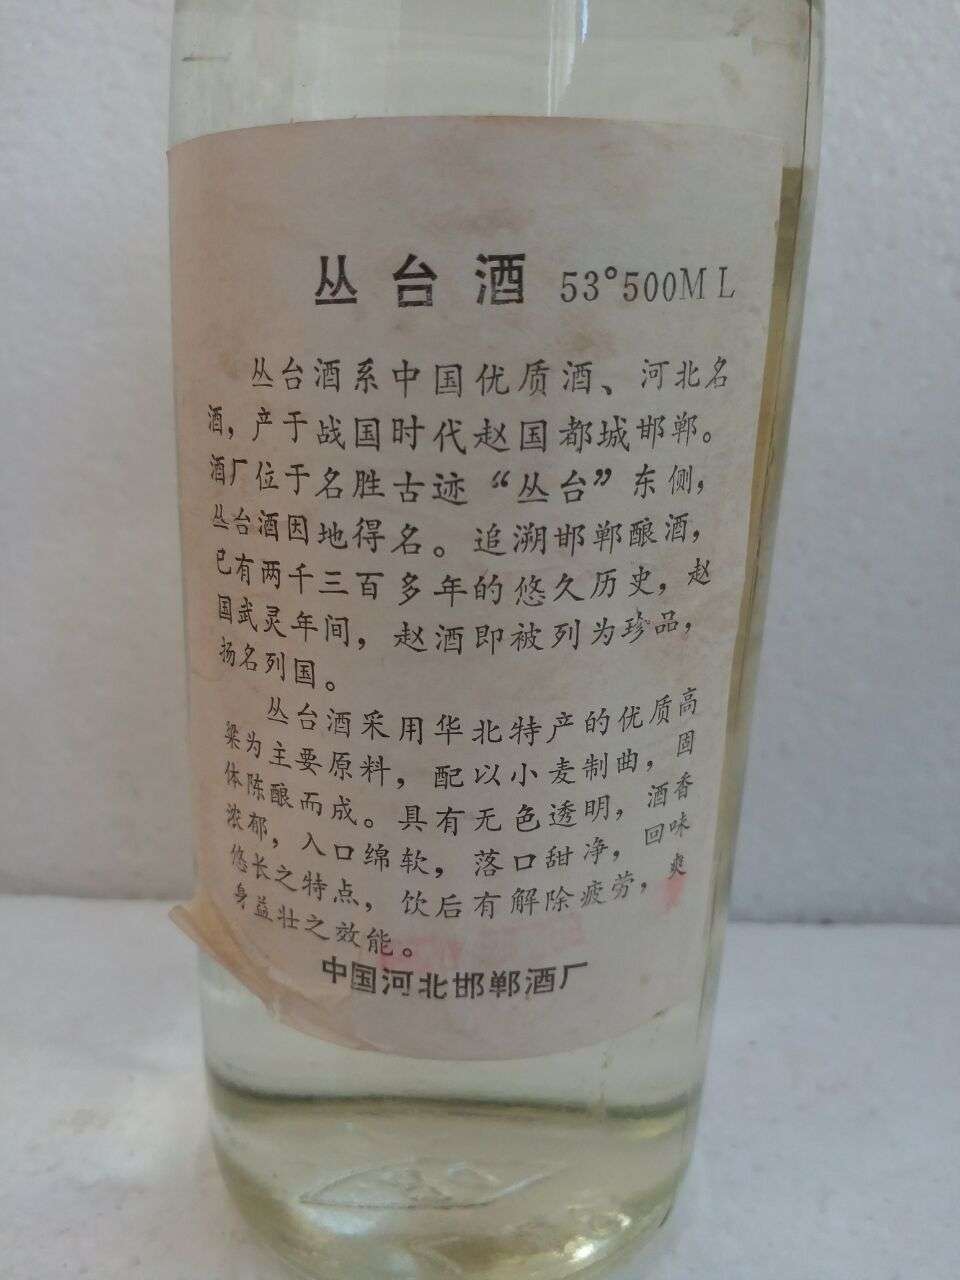 丛台酒 53°500ML
丛台酒系中国优质酒、河北名
酒，产于战国时代赵国都城邯郸。
酒厂位于名胜古迹“丛台”东侧，
丛台酒因地得名。追溯邯郸酿酒，
已有两千三百多年的悠久历史，赵
国武灵年间，赵酒即被列为珍品，
扬名列国。
丛台酒采用华北特产的优质高
粱为主要原料，配以小麦制曲，固
体陈酿而成。具有无色透明，酒香
浓郁，入口绵软，落口甜净，回味
悠长之特点，饮后有解除疲劳，爽
身益壮之效能。
中国河北邯郸酒厂